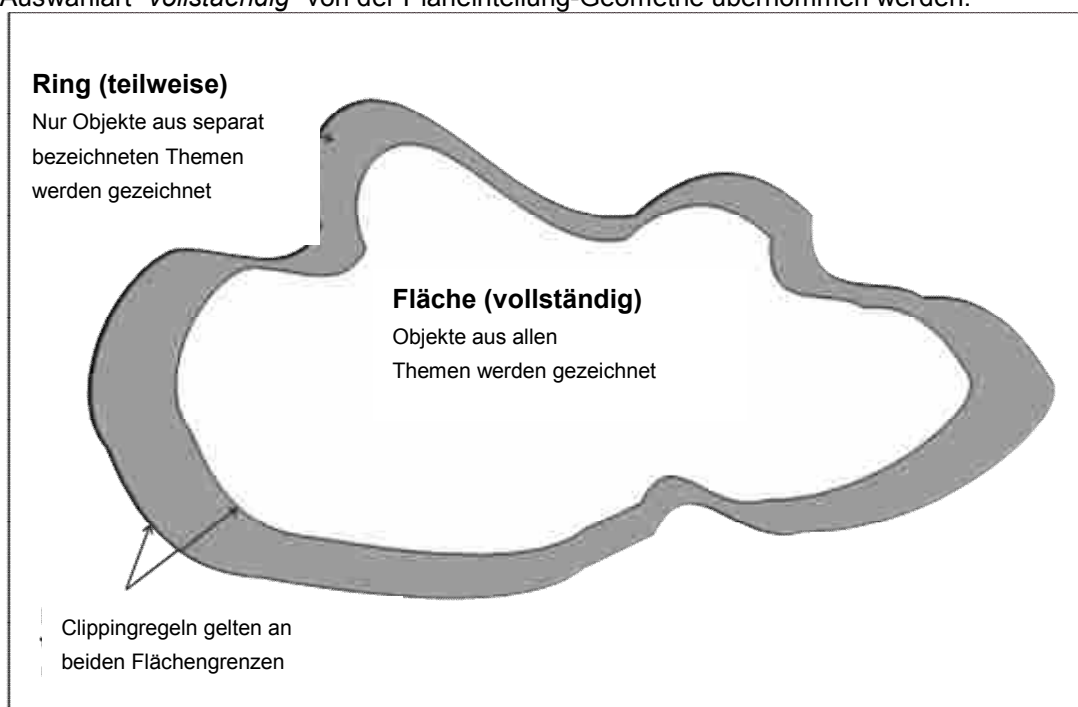 Auswahlart "vollstaendig" von der Planeinteilung-Geometrie übernommen werden.
Ring (teilweise)
Nur Objekte aus separat
bezeichneten Themen
werden gezeichnet
Fläche (vollständig)
Objekte aus allen
Themen werden gezeichnet
Clippingregeln gelten an
beiden Flächengrenzen